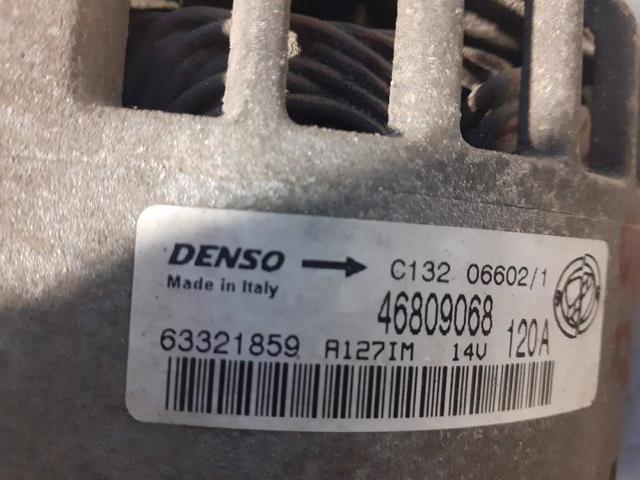 DENSO C132 06602/1
Made in Italy 46809068
63321859 A127IM 14V 120A